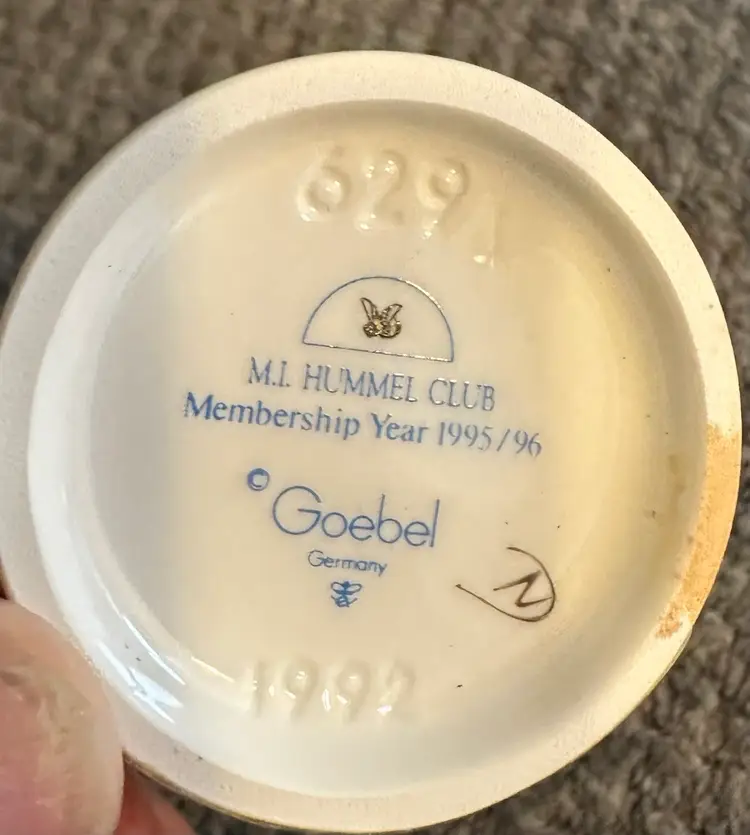 629
M.I. HUMMEL CLUB
Membership Year 1995/96
© Goebel
Germany
N
1992